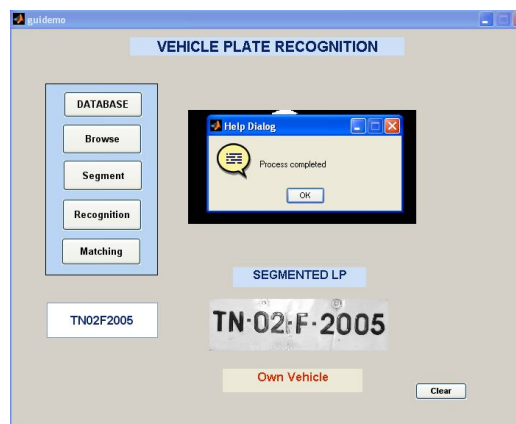 guidemo
VEHICLE PLATE RECOGNITION
DATABASE
Browse
Segment
Recognition
Matching
Help Dialog
Process completed
OK
SEGMENTED LP
TN02F2005
TN-02-F-2005
Own Vehicle
Clear